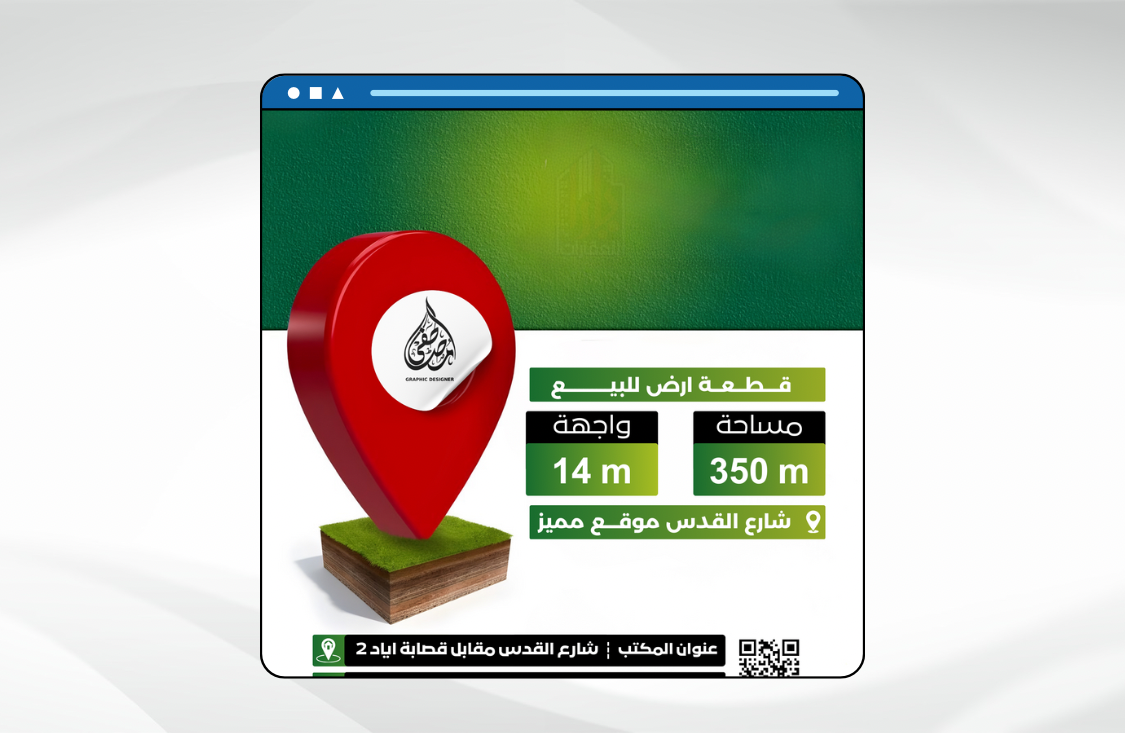 مصطفى
GRAPHIC DESIGNER
قطعة ارض للبيع
مساحة
350 m
واجهة
14 m
شارع القدس موقع مميز
عنوان المكتب ¦ شارع القدس مقابل قصابة اياد 2